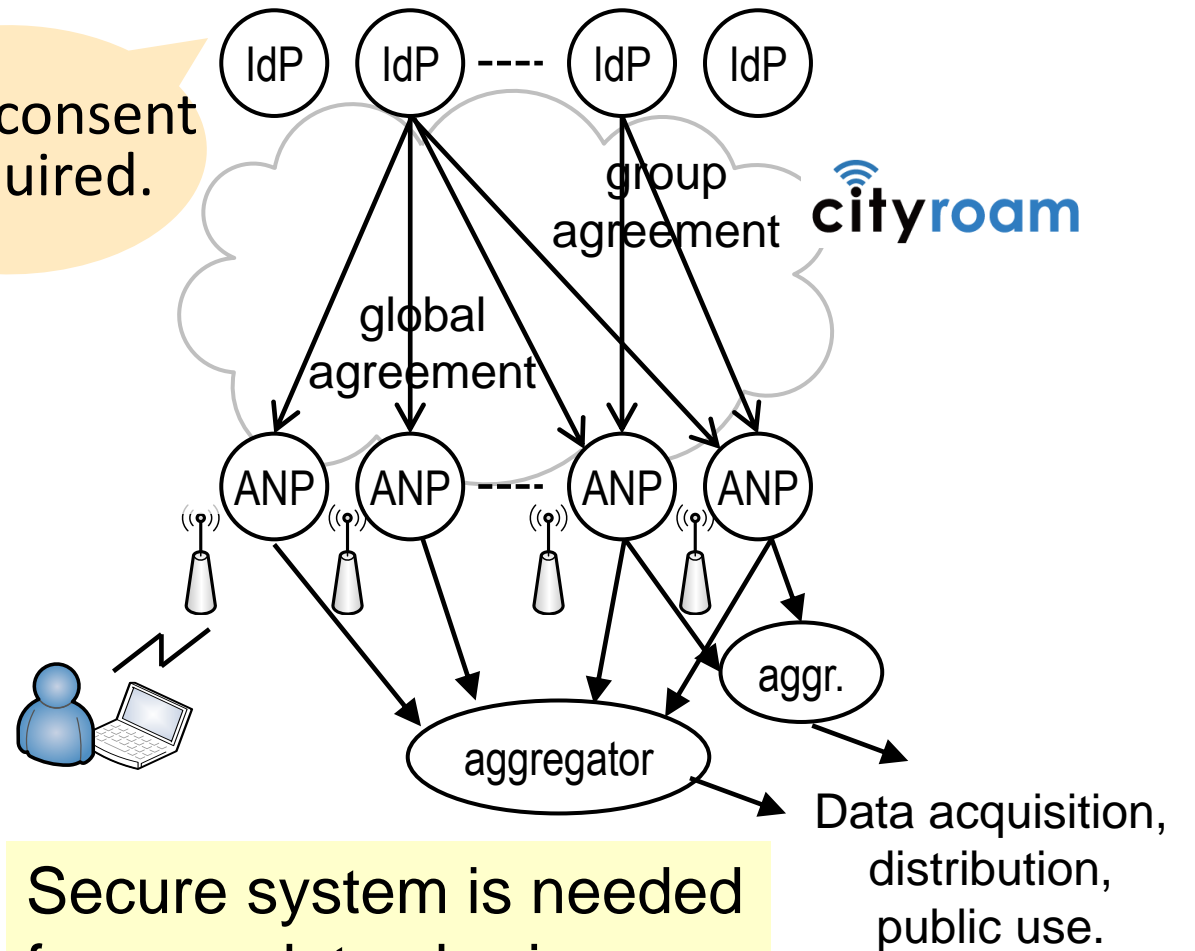 IdP IdP ---- IdP IdP
consent
uired.
group
agreement
cityroam
global
agreement
ANP ANP ---- ANP ANP
aggr.
aggregator
Data acquisition,
distribution,
public use.
Secure system is needed